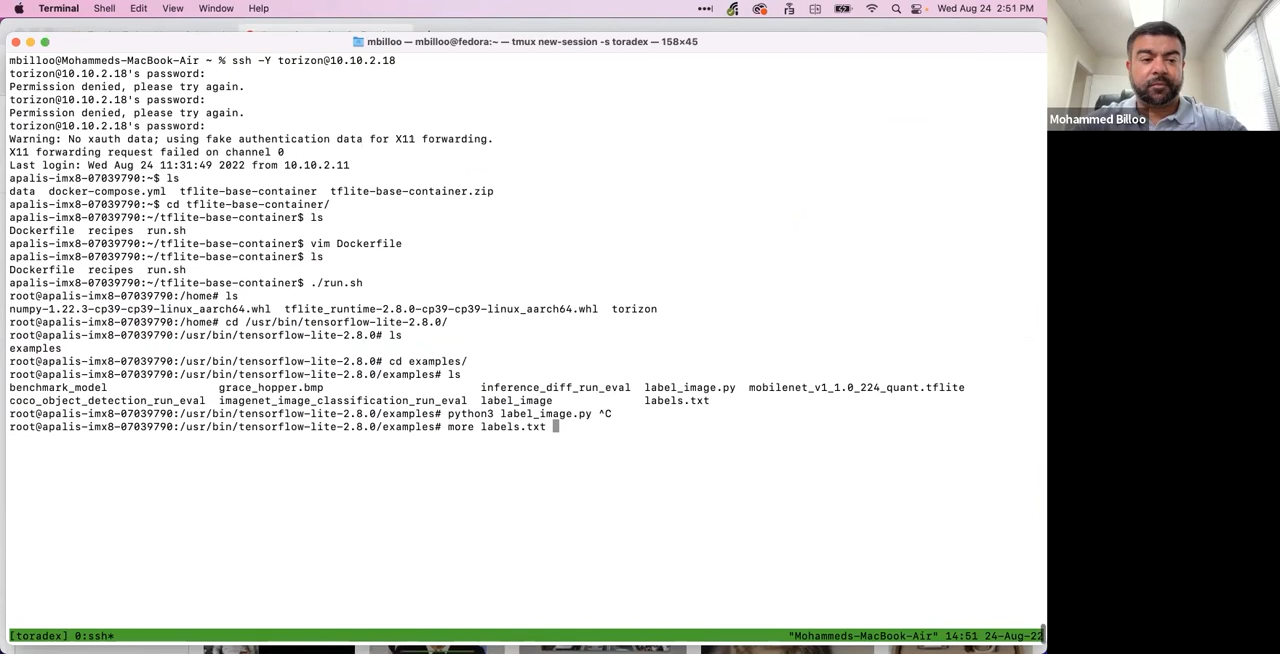 Terminal Shell Edit View Window Help Wed Aug 24 2:51 PM
mbilloo — mbilloo@fedora:~ — tmux new-session -s toradex — 158×45
mbilloo@Mohammeds-MacBook-Air ~ % ssh -Y torizon@10.10.2.18
torizon@10.10.2.18's password:
Permission denied, please try again.
torizon@10.10.2.18's password:
Permission denied, please try again.
torizon@10.10.2.18's password:
Warning: No xauth data; using fake authentication data for X11 forwarding.
X11 forwarding request failed on channel 0
Last login: Wed Aug 24 11:31:49 2022 from 10.10.2.11
apalis-imx8-07039790:~$ ls
data  docker-compose.yml  tflite-base-container  tflite-base-container.zip
apalis-imx8-07039790:~$ cd tflite-base-container/
apalis-imx8-07039790:~/tflite-base-container$ ls
Dockerfile  recipes  run.sh
apalis-imx8-07039790:~/tflite-base-container$ vim Dockerfile
apalis-imx8-07039790:~/tflite-base-container$ ls
Dockerfile  recipes  run.sh
apalis-imx8-07039790:~/tflite-base-container$ ./run.sh
root@apalis-imx8-07039790:/home# ls
numpy-1.22.3-cp39-cp39-linux_aarch64.whl  tflite_runtime-2.8.0-cp39-cp39-linux_aarch64.whl  torizon
root@apalis-imx8-07039790:/home# cd /usr/bin/tensorflow-lite-2.8.0/
root@apalis-imx8-07039790:/usr/bin/tensorflow-lite-2.8.0# ls
examples
root@apalis-imx8-07039790:/usr/bin/tensorflow-lite-2.8.0# cd examples/
root@apalis-imx8-07039790:/usr/bin/tensorflow-lite-2.8.0/examples# ls
benchmark_model  grace_hopper.bmp  inference_diff_run_eval  label_image.py  mobilenet_v1_1.0_224_quant.tflite
coco_object_detection_run_eval  imagenet_image_classification_run_eval  label_image  labels.txt
root@apalis-imx8-07039790:/usr/bin/tensorflow-lite-2.8.0/examples# python3 label_image.py ^C
root@apalis-imx8-07039790:/usr/bin/tensorflow-lite-2.8.0/examples# more labels.txt
[toradex] 0:ssh* "Mohammeds-MacBook-Air" 14:51 24-Aug-22
Mohammed Billoo